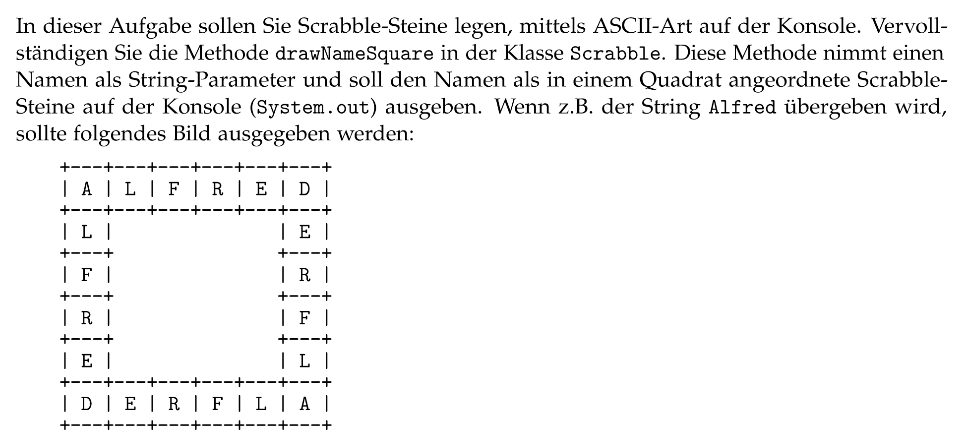 In dieser Aufgabe sollen Sie Scrabble-Steine legen, mittels ASCII-Art auf der Konsole. Vervoll-
ständigen Sie die Methode drawNameSquare in der Klasse Scrabble. Diese Methode nimmt einen
Namen als String-Parameter und soll den Namen als in einem Quadrat angeordnete Scrabble-
Steine auf der Konsole (System.out) ausgeben. Wenn z.B. der String Alfred übergeben wird,
sollte folgendes Bild ausgegeben werden:
+---+---+---+---+---+---+
| A | L | F | R | E | D |
+---+---+---+---+---+---+
| L |               | E |
+---+               +---+
| F |               | R |
+---+               +---+
| R |               | F |
+---+               +---+
| E |               | L |
+---+---+---+---+---+---+
| D | E | R | F | L | A |
+---+---+---+---+---+---+